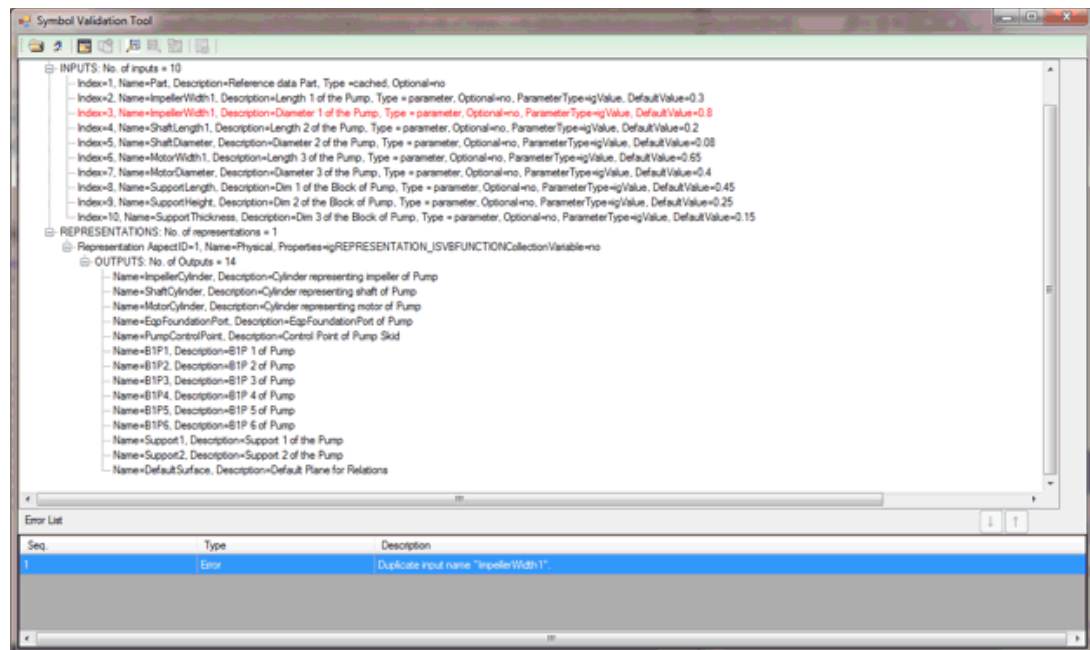 Symbol Validation Tool
INPUTS: No. of inputs = 10
Index=1, Name=Part, Description=Reference data Part, Type =cached, Optional=no
Index=2, Name=ImpellerWidth1, Description=Length 1 of the Pump, Type = parameter, Optional=no, ParameterType=igValue, DefaultValue=0.3
Index=3, Name=ImpellerWidth1, Description=Diameter 1 of the Pump, Type = parameter, Optional=no, ParameterType=igValue, DefaultValue=0.8
Index=4, Name=ShaftLength1, Description=Length 2 of the Pump, Type = parameter, Optional=no, ParameterType=igValue, DefaultValue=0.2
Index=5, Name=ShaftDiameter, Description=Diameter 2 of the Pump, Type = parameter, Optional=no, ParameterType=igValue, DefaultValue=0.08
Index=6, Name=MotorWidth1, Description=Length 3 of the Pump, Type = parameter, Optional=no, ParameterType=igValue, DefaultValue=0.65
Index=7, Name=MotorDiameter, Description=Diameter 3 of the Pump, Type = parameter, Optional=no, ParameterType=igValue, DefaultValue=0.4
Index=8, Name=SupportLength, Description=Dim 1 of the Block of Pump, Type = parameter, Optional=no, ParameterType=igValue, DefaultValue=0.45
Index=9, Name=SupportHeight, Description=Dim 2 of the Block of Pump, Type = parameter, Optional=no, ParameterType=igValue, DefaultValue=0.25
Index=10, Name=SupportThickness, Description=Dim 3 of the Block of Pump, Type = parameter, Optional=no, ParameterType=igValue, DefaultValue=0.15
REPRESENTATIONS: No. of representations = 1
Representation AspectID=1, Name=Physical, Properties=igREPRESENTATION_ISVBFUNCTIONCollectionVariable=no
OUTPUTS: No. of Outputs = 14
Name=ImpellerCylinder, Description=Cylinder representing impeller of Pump
Name=ShaftCylinder, Description=Cylinder representing shaft of Pump
Name=MotorCylinder, Description=Cylinder representing motor of Pump
Name=EqpFoundationPort, Description=EqpFoundationPort of Pump
Name=PumpControlPoint, Description=Control Point of Pump Skid
Name=B1P1, Description=B1P 1 of Pump
Name=B1P2, Description=B1P 2 of Pump
Name=B1P3, Description=B1P 3 of Pump
Name=B1P4, Description=B1P 4 of Pump
Name=B1P5, Description=B1P 5 of Pump
Name=B1P6, Description=B1P 6 of Pump
Name=Support1, Description=Support 1 of the Pump
Name=Support2, Description=Support 2 of the Pump
Name=DefaultSurface, Description=Default Plane for Relations
Error List
Seq. Type Description
1 Error Duplicate input name "ImpellerWidth1".